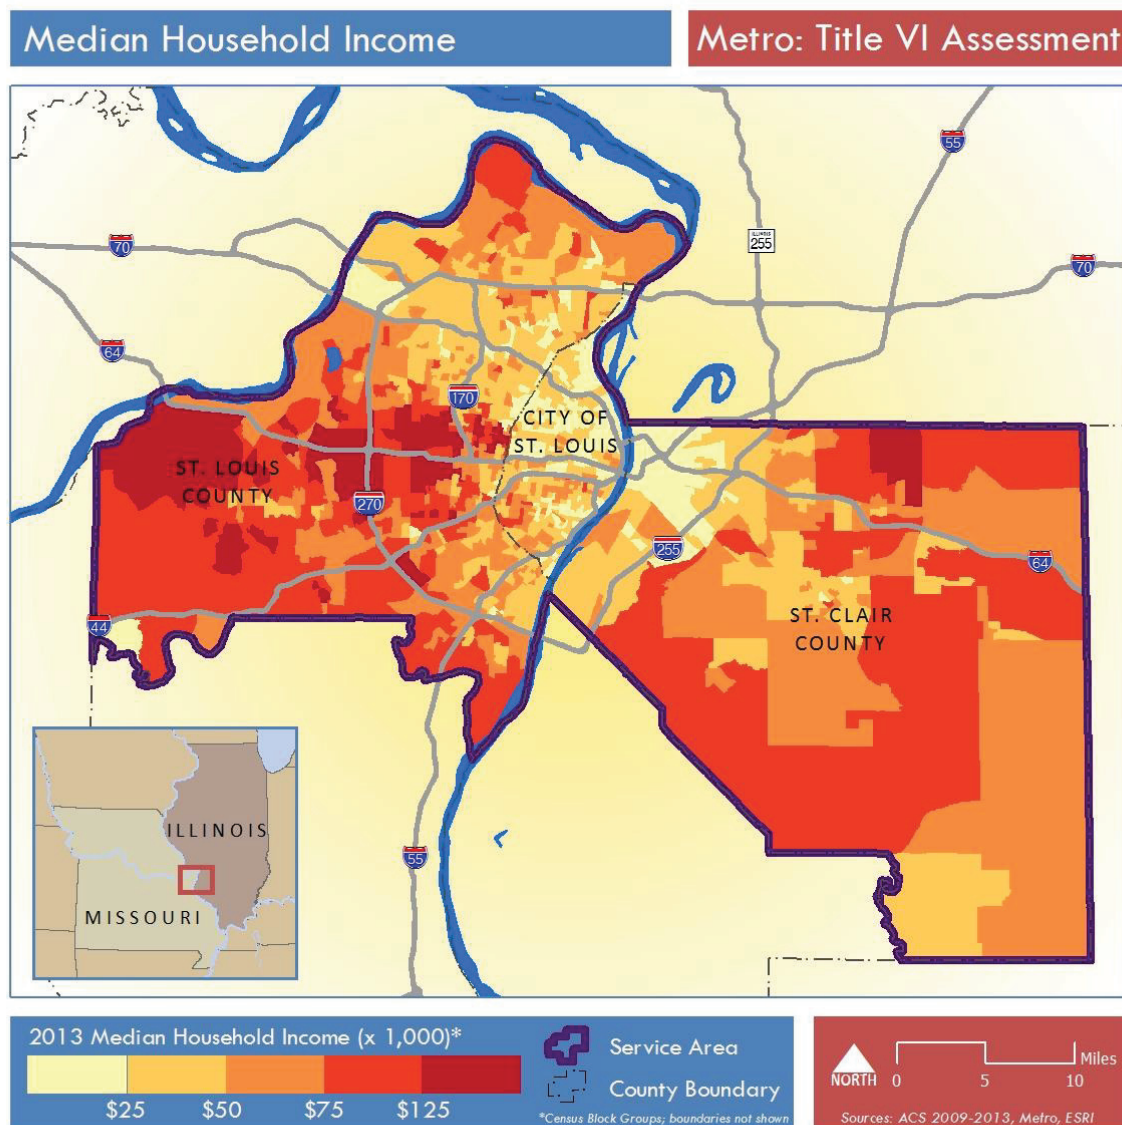 Median Household Income
Metro: Title VI Assessment
55
ILLINOIS
255
70
70
64
170
CITY OF
ST. LOUIS
ST. LOUIS
COUNTY
270
255
64
44
ST. CLAIR
COUNTY
ILLINOIS
MISSOURI
55
2013 Median Household Income (x 1,000)*
$25
$50
$75
$125
Service Area
County Boundary
*Census Block Groups; boundaries not shown
NORTH
0
5
10
Miles
Sources: ACS 2009-2013, Metro, ESRI